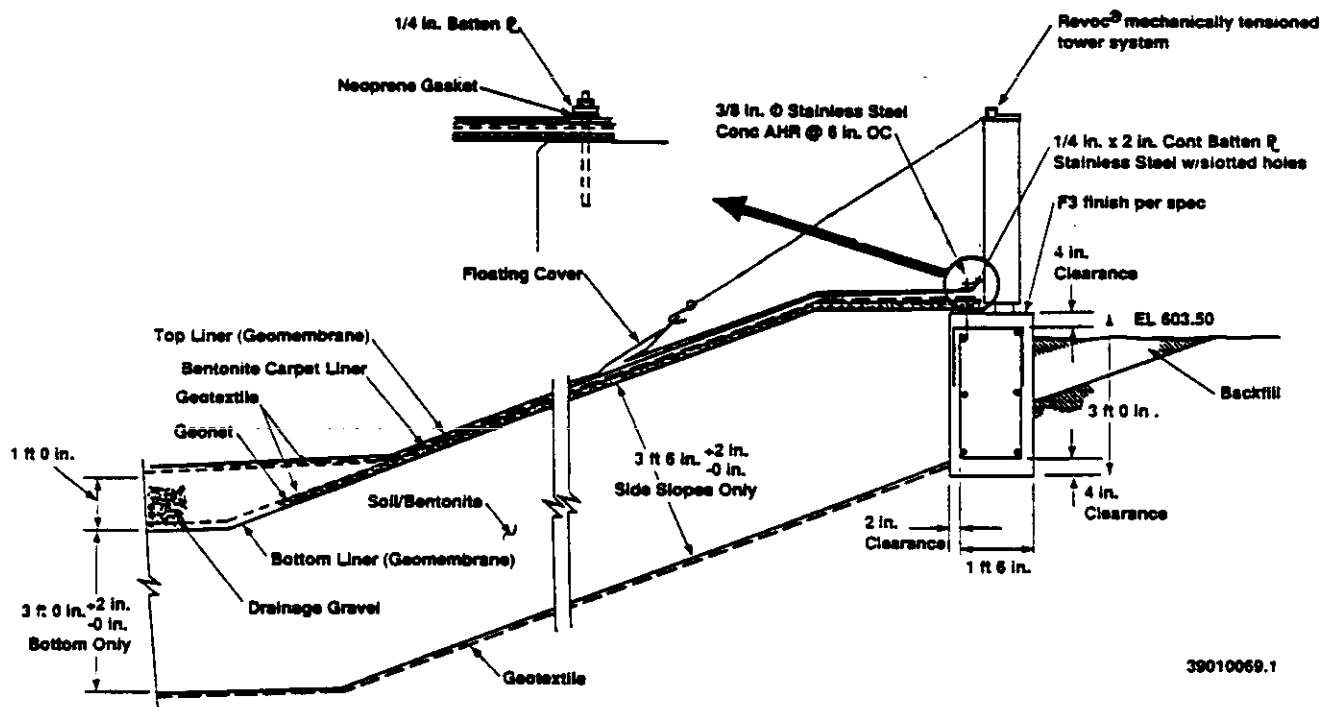 1/4 in. Batten ℄
Neoprene Gasket
Revoc® mechanically tensioned
tower system
3/8 in. Φ Stainless Steel
Conc AHR @ 6 in. OC
1/4 in. x 2 in. Cont Batten ℄
Stainless Steel w/slotted holes
F3 finish per spec
4 in.
Clearance
Floating Cover
EL 603.50
Top Liner (Geomembrane)
Bentonite Carpet Liner
Geotextile
Geonet
Backfill
3 ft 0 in.
1 ft 0 in.
3 ft 6 in. +2 in.
-0 in.
Side Slopes Only
Soil/Bentonite
4 in.
Clearance
2 in.
Clearance
1 ft 6 in.
Bottom Liner (Geomembrane)
Drainage Gravel
3 ft 0 in. +2 in.
-0 in.
Bottom Only
Geotextile
39010069.1